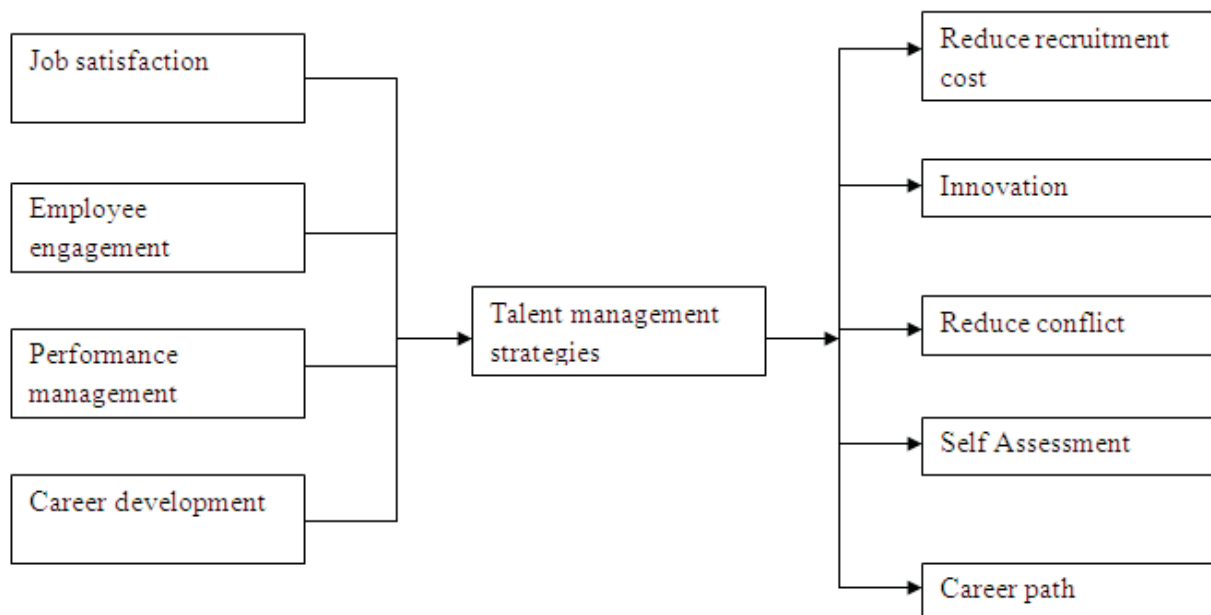 Job satisfaction
Employee
engagement
Performance
management
Career development
Talent management
strategies
Reduce recruitment
cost
Innovation
Reduce conflict
Self Assessment
Career path